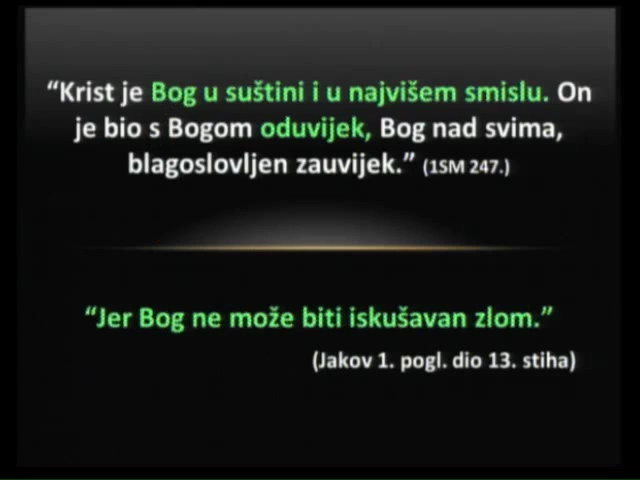 “Krist je Bog u suštini i u najvišem smislu. On
je bio s Bogom oduvijek, Bog nad svima,
blagoslovljen zauvijek.” (1SM 247.)
“Jer Bog ne može biti iskušavan zlom.”
(Jakov 1. pogl. dio 13. stiha)